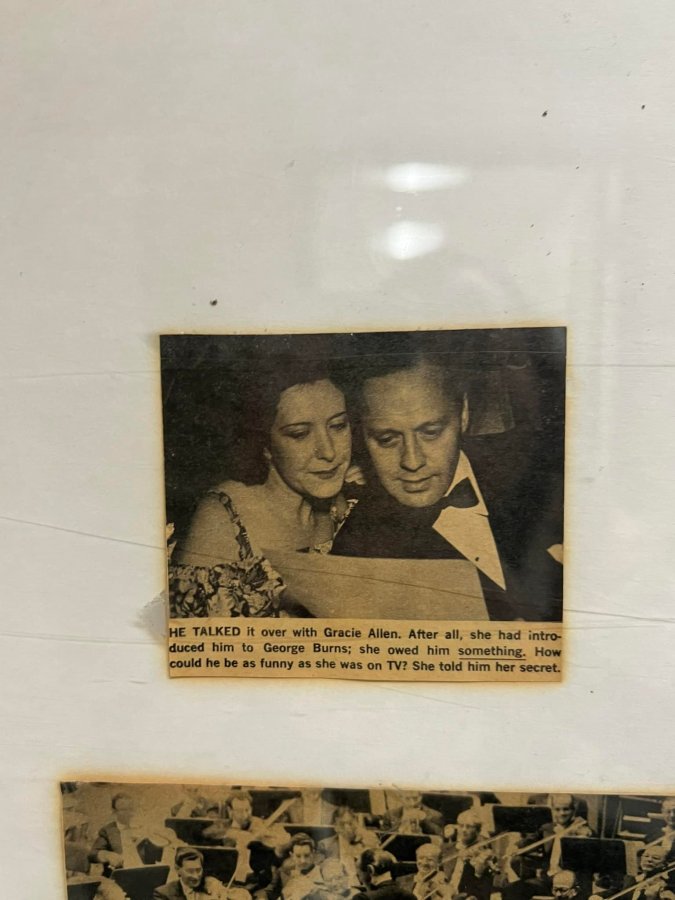 HE TALKED it over with Gracie Allen. After all, she had intro-
duced him to George Burns; she owed him something. How
could he be as funny as she was on TV? She told him her secret.